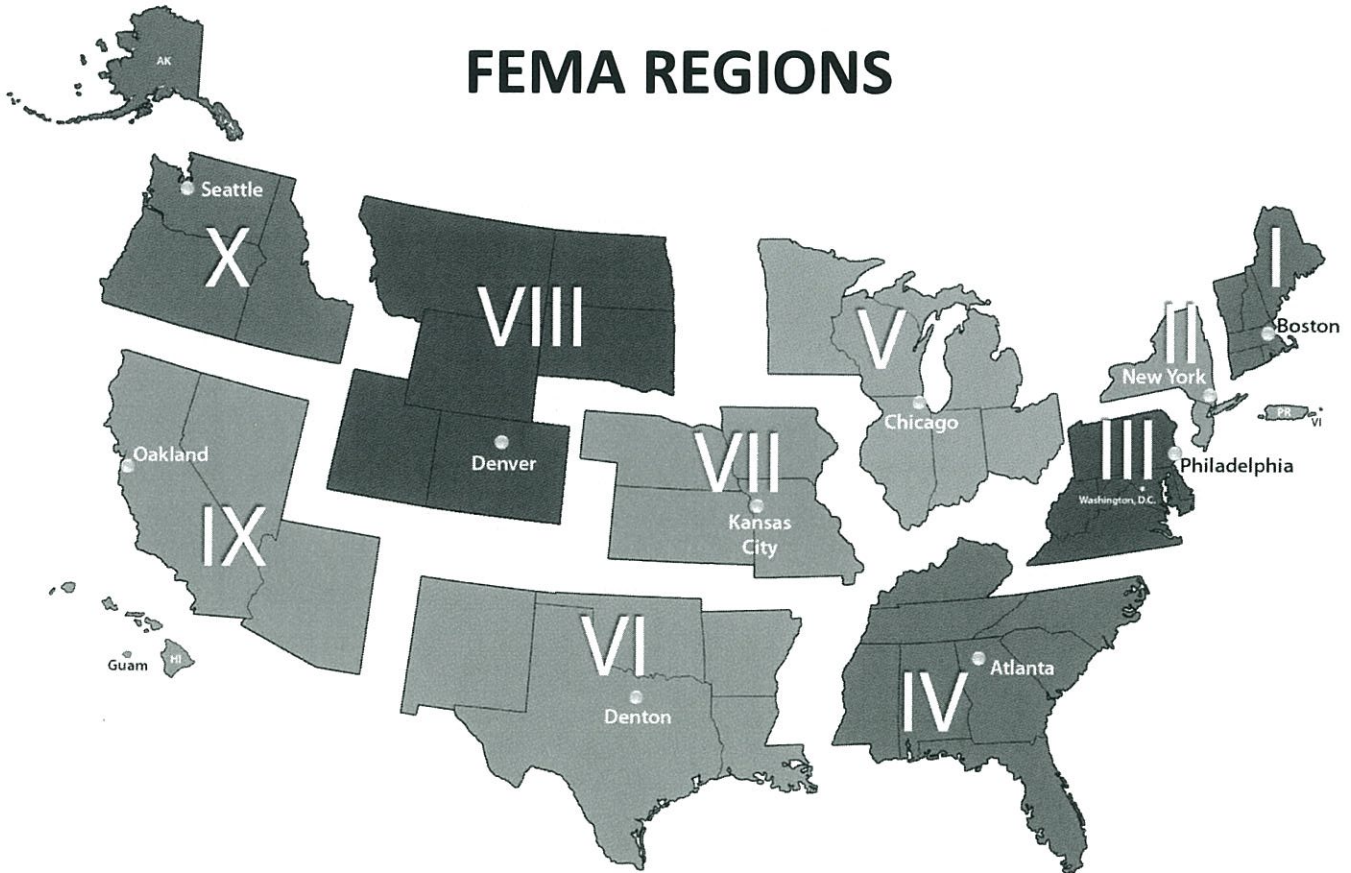 FEMA REGIONS
AK
Seattle
X
VIII
V
I
II
Boston
New York
PR
VI
Chicago
III
Philadelphia
Washington, D.C.
Oakland
Denver
VII
Kansas
City
IX
Guam
HI
VI
Denton
IV
Atlanta